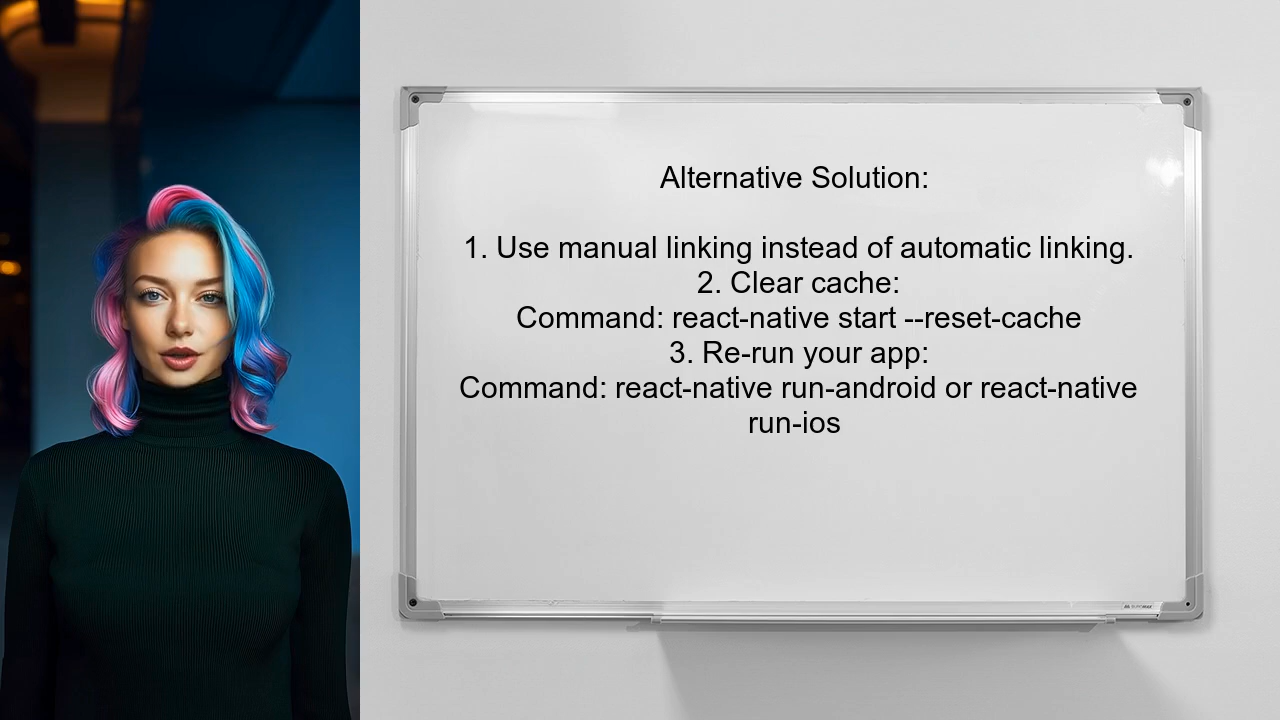 Alternative Solution:
1. Use manual linking instead of automatic linking.
2. Clear cache:
Command: react-native start --reset-cache
3. Re-run your app:
Command: react-native run-android or react-native
run-ios